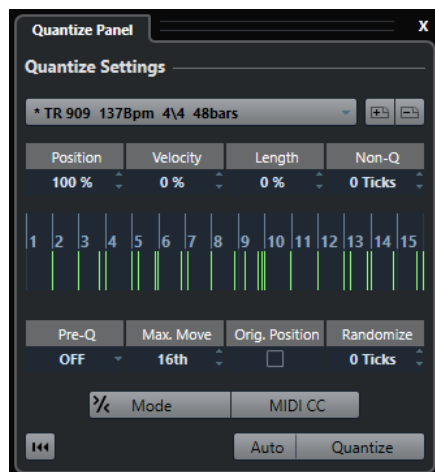 Quantize Panel X
Quantize Settings
* TR 909 137Bpm 4\4 48bars
Position Velocity Length Non-Q
100 % 0 % 0 % 0 Ticks
1 2 3 4 5 6 7 8 9 10 11 12 13 14 15
Pre-Q Max. Move Orig. Position Randomize
OFF 16th 0 Ticks
Mode MIDI CC
Auto Quantize